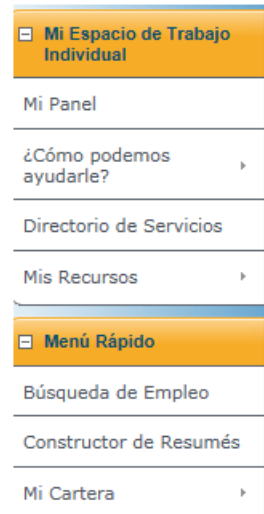 Mi Espacio de Trabajo
Individual
Mi Panel
¿Cómo podemos
ayudarle?
Directorio de Servicios
Mis Recursos
Menú Rápido
Búsqueda de Empleo
Constructor de Resumés
Mi Cartera